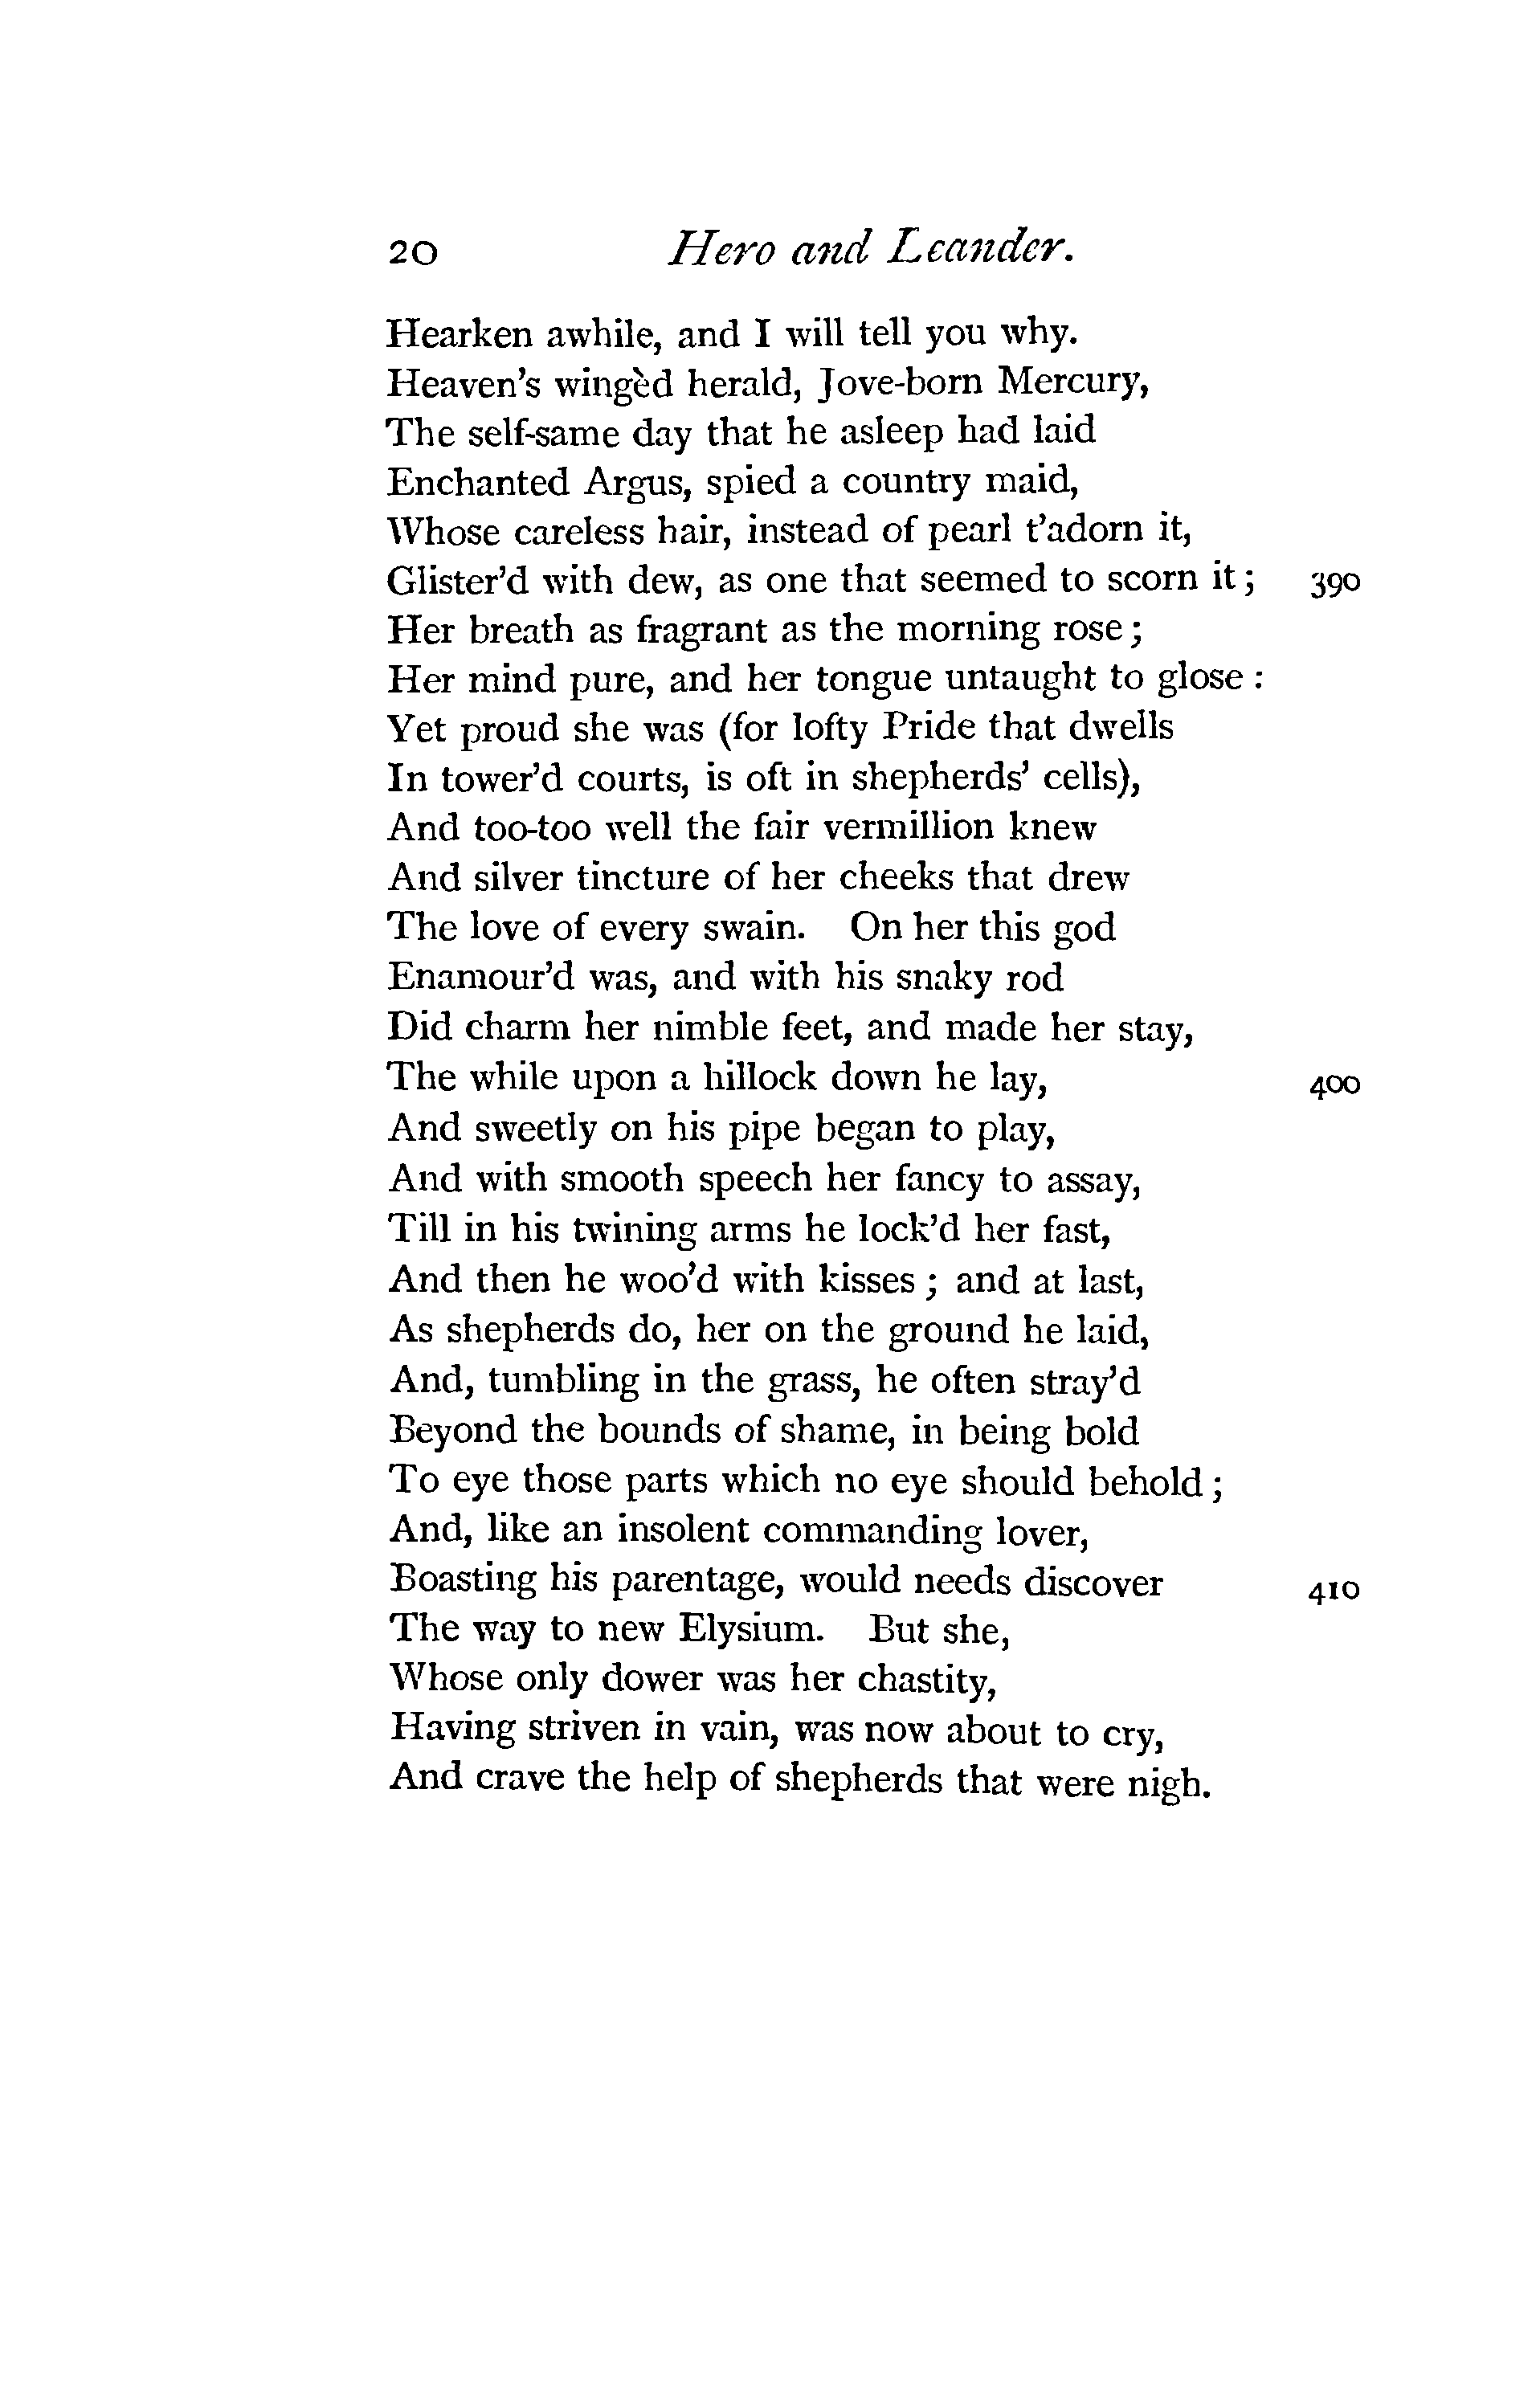 20 Hero and Leander.
Hearken awhile, and I will tell you why.
Heaven's wingèd herald, Jove-born Mercury,
The self-same day that he asleep had laid
Enchanted Argus, spied a country maid,
Whose careless hair, instead of pearl t'adorn it,
Glister'd with dew, as one that seemed to scorn it; 390
Her breath as fragrant as the morning rose;
Her mind pure, and her tongue untaught to glose:
Yet proud she was (for lofty Pride that dwells
In tower'd courts, is oft in shepherds' cells),
And too-too well the fair vermillion knew
And silver tincture of her cheeks that drew
The love of every swain. On her this god
Enamour'd was, and with his snaky rod
Did charm her nimble feet, and made her stay,
The while upon a hillock down he lay, 400
And sweetly on his pipe began to play,
And with smooth speech her fancy to assay,
Till in his twining arms he lock'd her fast,
And then he woo'd with kisses; and at last,
As shepherds do, her on the ground he laid,
And, tumbling in the grass, he often stray'd
Beyond the bounds of shame, in being bold
To eye those parts which no eye should behold;
And, like an insolent commanding lover,
Boasting his parentage, would needs discover 410
The way to new Elysium. But she,
Whose only dower was her chastity,
Having striven in vain, was now about to cry,
And crave the help of shepherds that were nigh.